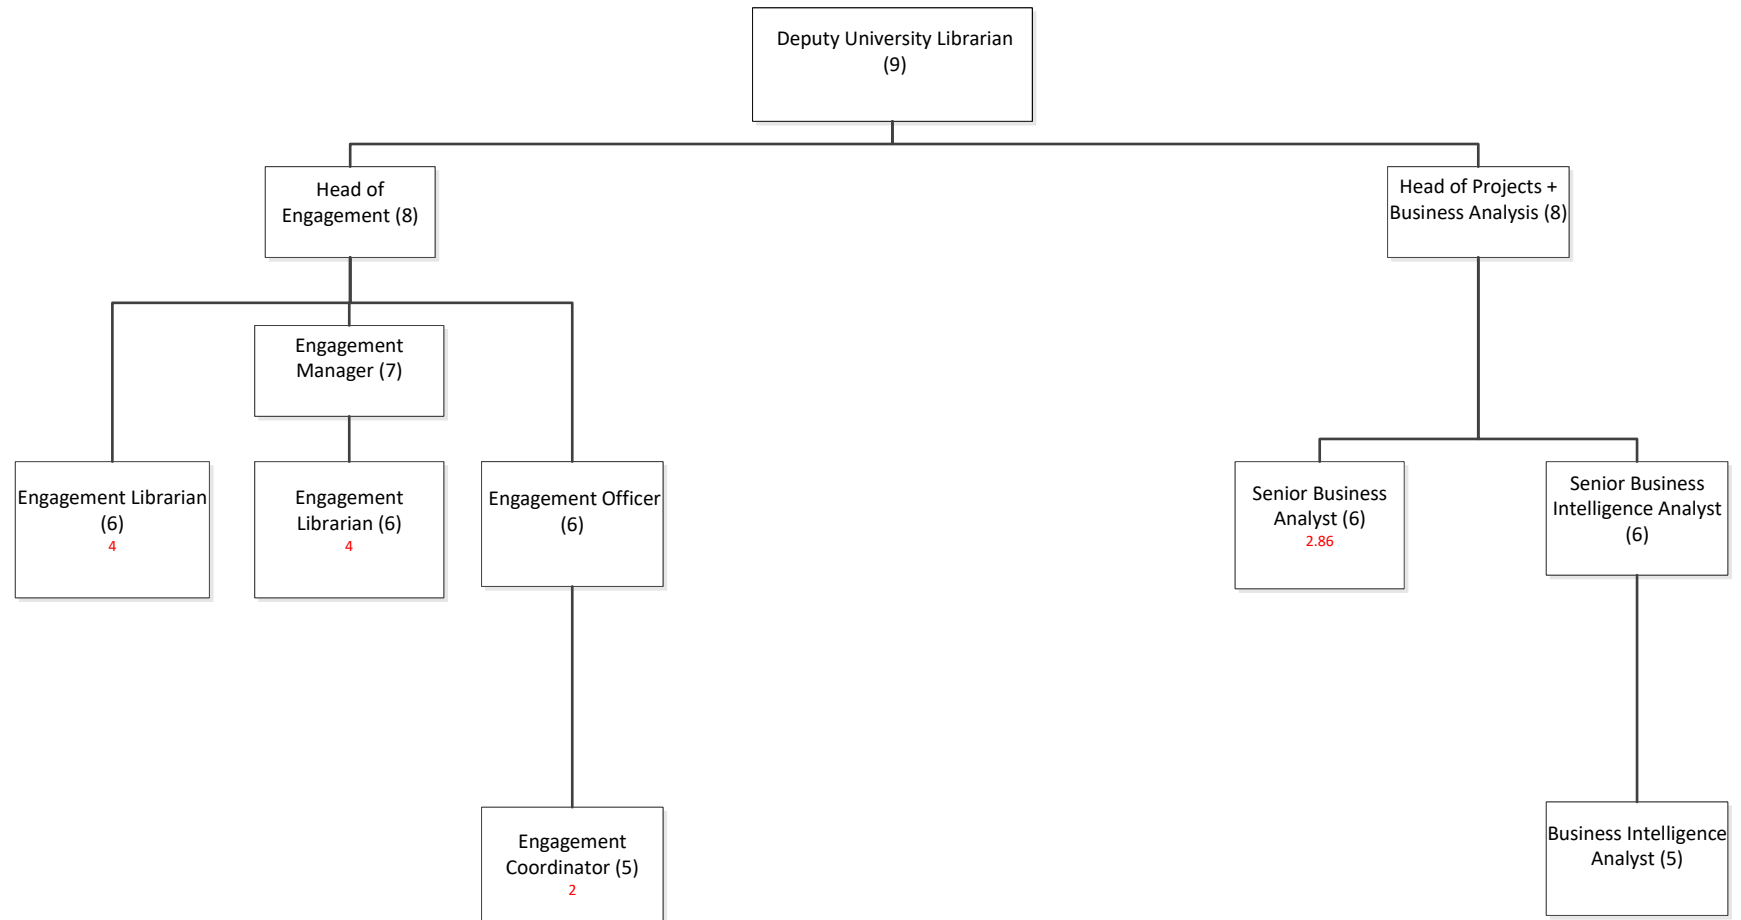 Deputy University Librarian
(9)
Head of
Engagement (8)
Head of Projects +
Business Analysis (8)
Engagement
Manager (7)
Engagement Librarian
(6)
4
Engagement
Librarian (6)
4
Engagement Officer
(6)
Senior Business
Analyst (6)
2.86
Senior Business
Intelligence Analyst
(6)
Engagement
Coordinator (5)
2
Business Intelligence
Analyst (5)